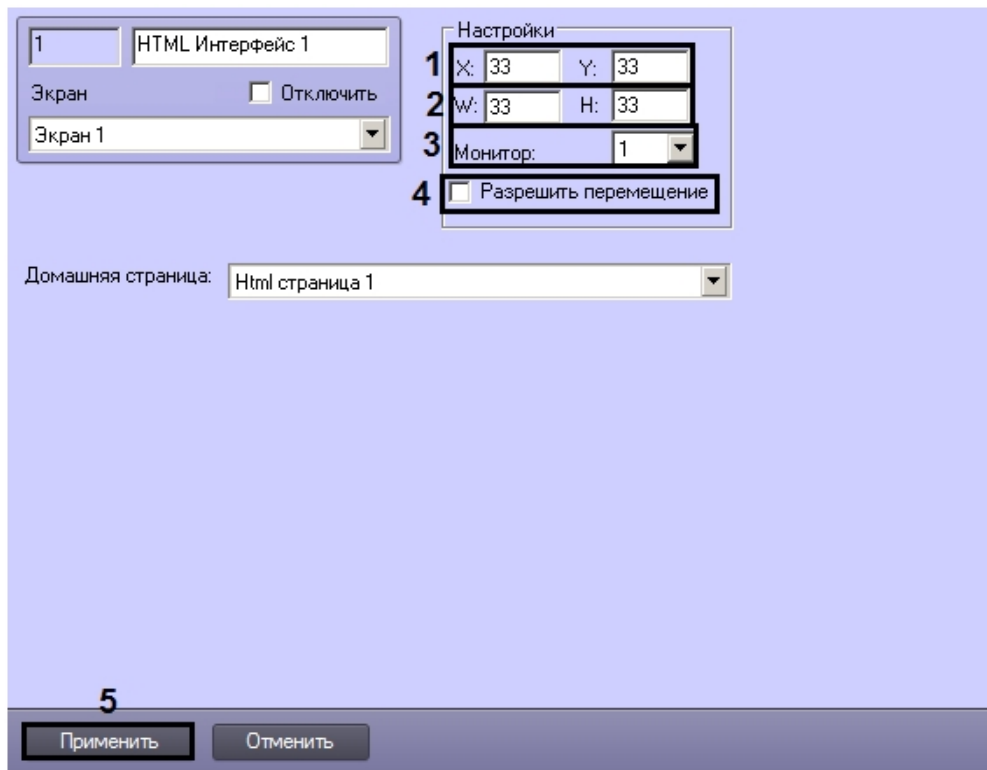 1 HTML Интерфейс 1
Экран Отключить
Экран 1
Настройки
1 X: 33 Y: 33
2 W: 33 H: 33
3 Монитор: 1
4 Разрешить перемещение
Домашняя страница: Html страница 1
5
Применить Отменить